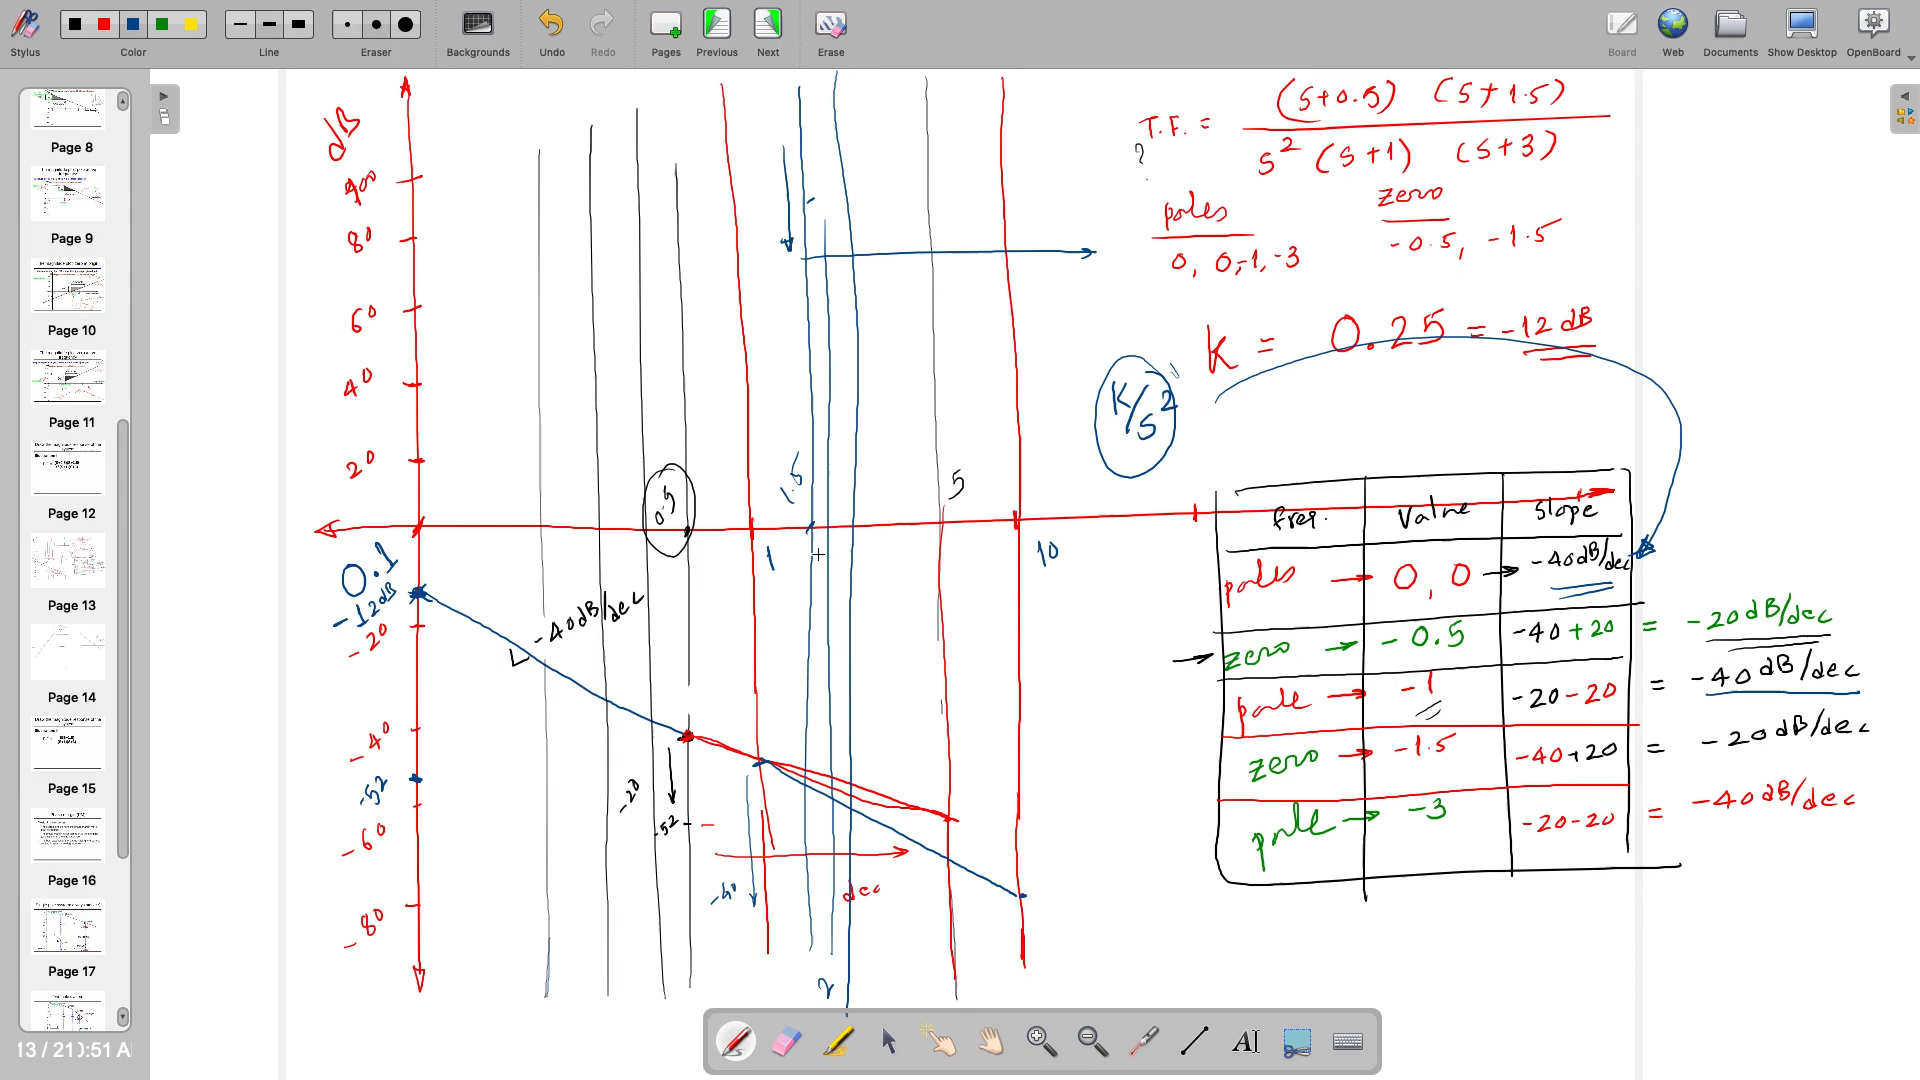 Stylus
Color
Line
Eraser
Backgrounds
Undo
Redo
Pages
Previous
Next
Erase
Board
Web
Documents
Show Desktop
OpenBoard
Page 8
Page 9
Page 10
Page 11
Page 12
Page 13
Page 14
Page 15
Page 16
Page 17
13 / 21
0:51 A
dB
100
80
60
40
20
0.1
-12dB
-20
-40
-52
-60
-80
0.5
1
1.5
5
10
-40dB/dec
-20
-52
-40
dec
2
T.F. = (s+0.5) (s+1.5)
s² (s+1) (s+3)
?
poles
0, 0,-1,-3
zero
-0.5, -1.5
K = 0.25 = -12 dB
K/s²
freq. Value Slope
poles → 0, 0 → -40dB/dec
zero → -0.5 -40+20 = -20dB/dec
pole → -1 -20-20 = -40dB/dec
zero → -1.5 -40+20 = -20dB/dec
pole → -3 -20-20 = -40dB/dec